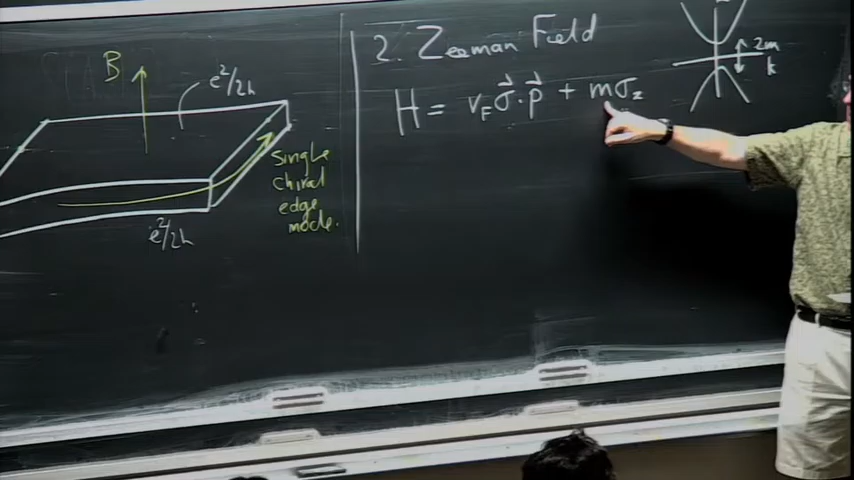 B
e²/2h
single
chiral
edge
mode.
e²/2h
2. Zeeman Field
H = v_F σ⃗·p⃗ + mσ_z
2m
k